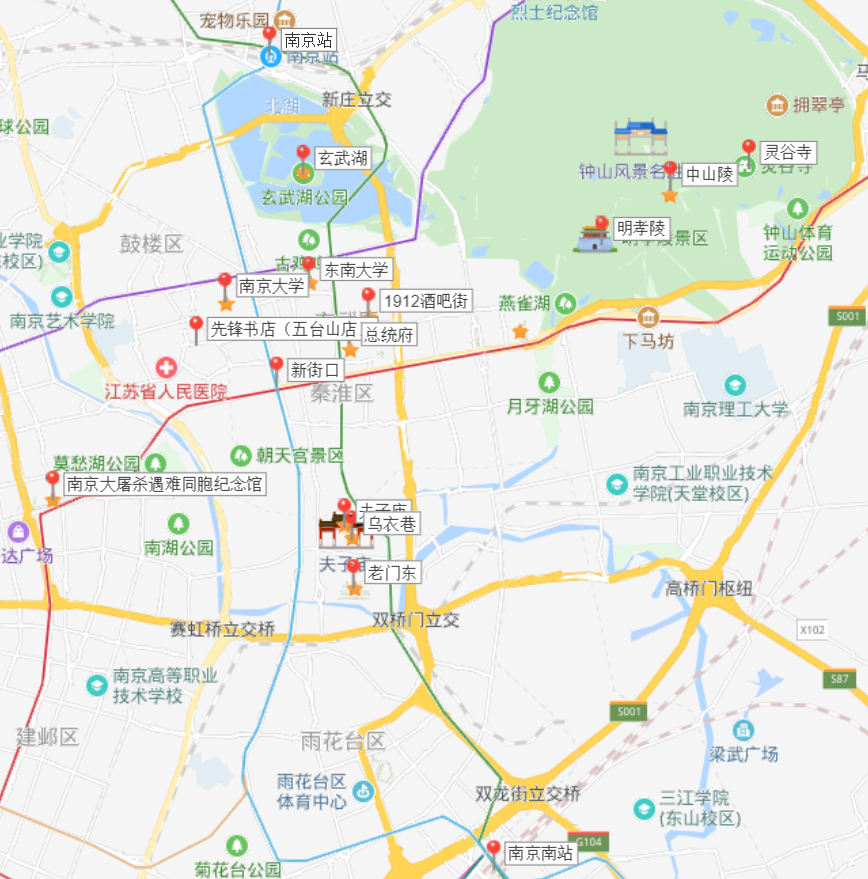 烈士纪念馆
宠物乐园
南京站
南京站
新庄立交
北湖
马
球公园
拥翠亭
玄武湖
玄武湖公园
钟山风景名胜
中山陵
灵谷寺
灵谷寺
明孝陵
明孝陵景区
钟山体育
运动公园
业学院
校区)
鼓楼区
古鸡
东南大学
南京大学
南京艺术学院
1912酒吧街
燕雀湖
先锋书店（五台山店
总统府
下马坊
S001
新街口
江苏省人民医院
秦淮区
月牙湖公园
南京理工大学
莫愁湖公园
朝天宫景区
南京大屠杀遇难同胞纪念馆
南京工业职业技术
学院(天堂校区)
达广场
南湖公园
夫子庙
乌衣巷
夫子庙
老门东
高桥门枢纽
赛虹桥立交桥
双桥门立交
X102
南京高等职业
技术学校
S87
S001
建邺区
雨花台区
梁武广场
雨花台区
体育中心
双龙街立交桥
三江学院
(东山校区)
G104
南京南站
菊花台公园